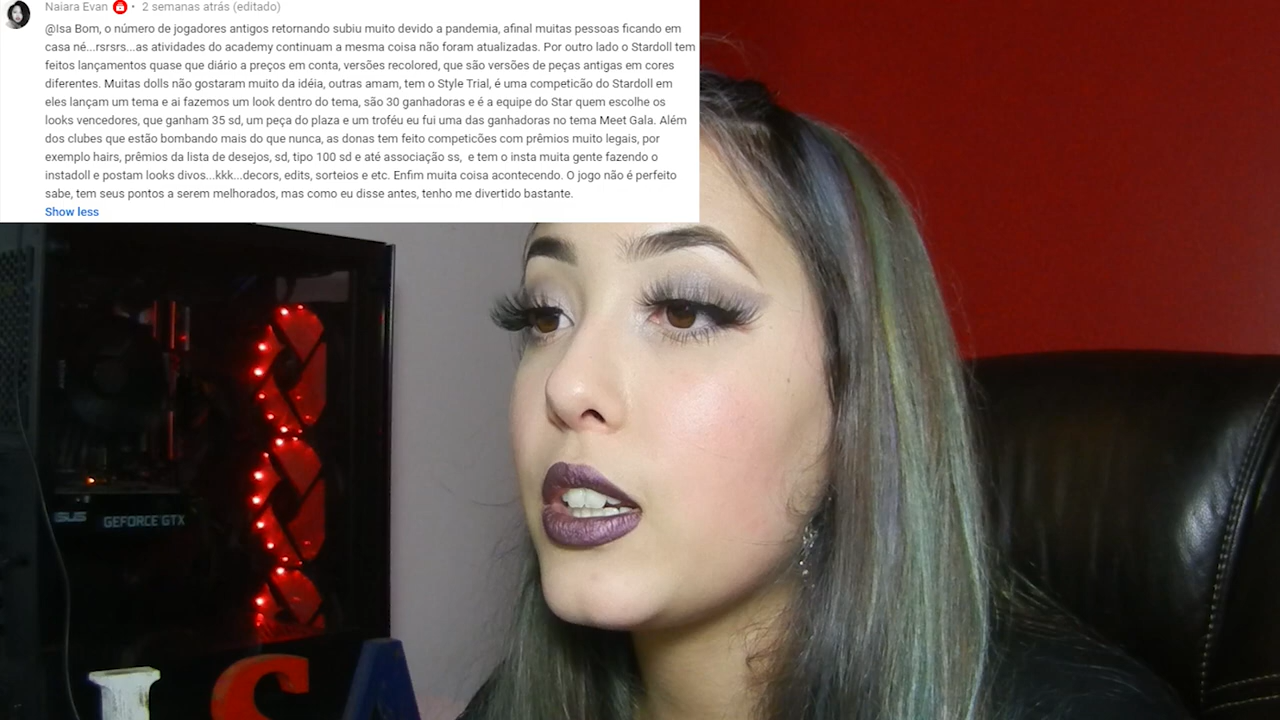 Naiara Evan • 2 semanas atrás (editado)
@Isa Bom, o número de jogadores antigos retornando subiu muito devido a pandemia, afinal muitas pessoas ficando em
casa né...rsrsrs...as atividades do academy continuam a mesma coisa não foram atualizadas. Por outro lado o Stardoll tem
feitos lançamentos quase que diário a preços em conta, versões recolored, que são versões de peças antigas em cores
diferentes. Muitas dolls não gostaram muito da idéia, outras amam, tem o Style Trial, é uma competicão do Stardoll em
eles lançam um tema e ai fazemos um look dentro do tema, são 30 ganhadoras e é a equipe do Star quem escolhe os
looks vencedores, que ganham 35 sd, um peça do plaza e um troféu eu fui uma das ganhadoras no tema Meet Gala. Além
dos clubes que estão bombando mais do que nunca, as donas tem feito competicões com prêmios muito legais, por
exemplo hairs, prêmios da lista de desejos, sd, tipo 100 sd e até associação ss, e tem o insta muita gente fazendo o
instadoll e postam looks divos...kkk...decors, edits, sorteios e etc. Enfim muita coisa acontecendo. O jogo não é perfeito
sabe, tem seus pontos a serem melhorados, mas como eu disse antes, tenho me divertido bastante.
Show less
ASUS GEFORCE GTX
ISA